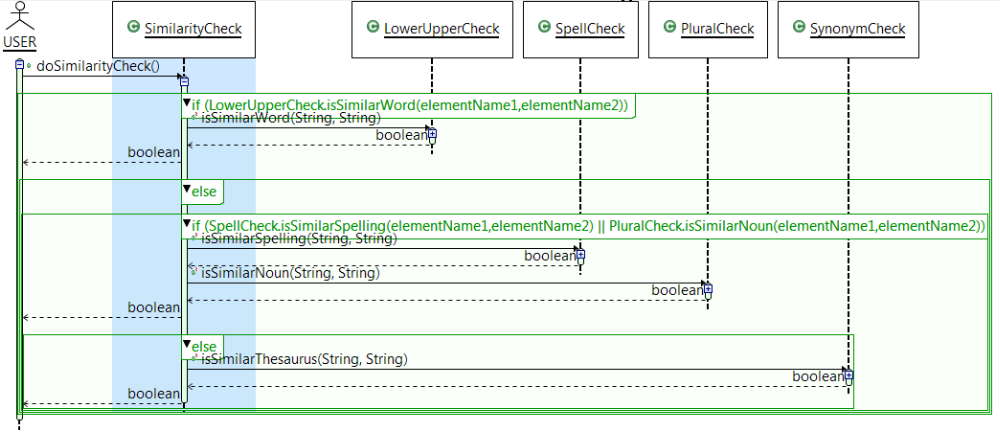 USER
SimilarityCheck
LowerUpperCheck
SpellCheck
PluralCheck
SynonymCheck
doSimilarityCheck()
if (LowerUpperCheck.isSimilarWord(elementName1,elementName2))
isSimilarWord(String, String)
boolean
boolean
else
if (SpellCheck.isSimilarSpelling(elementName1,elementName2) || PluralCheck.isSimilarNoun(elementName1,elementName2))
isSimilarSpelling(String, String)
boolean
isSimilarNoun(String, String)
boolean
boolean
else
isSimilarThesaurus(String, String)
boolean
boolean